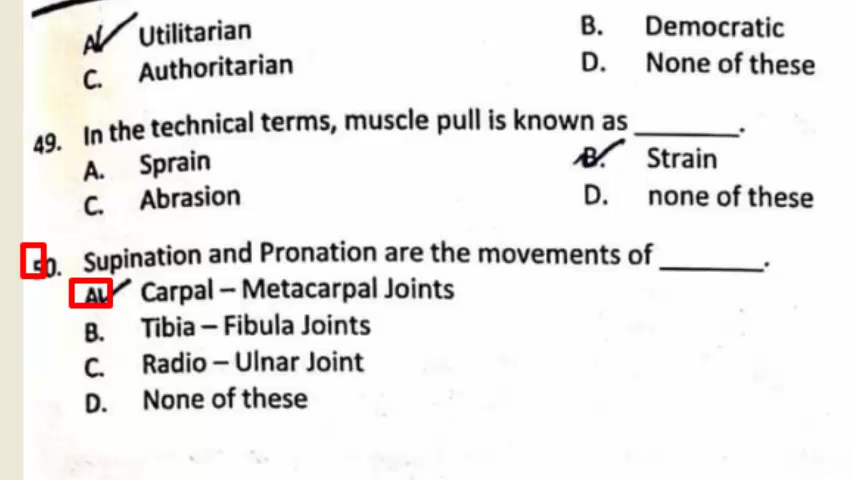 A. Utilitarian B. Democratic
C. Authoritarian D. None of these
49. In the technical terms, muscle pull is known as ________.
A. Sprain B. Strain
C. Abrasion D. none of these
50. Supination and Pronation are the movements of ________.
A. Carpal – Metacarpal Joints
B. Tibia – Fibula Joints
C. Radio – Ulnar Joint
D. None of these